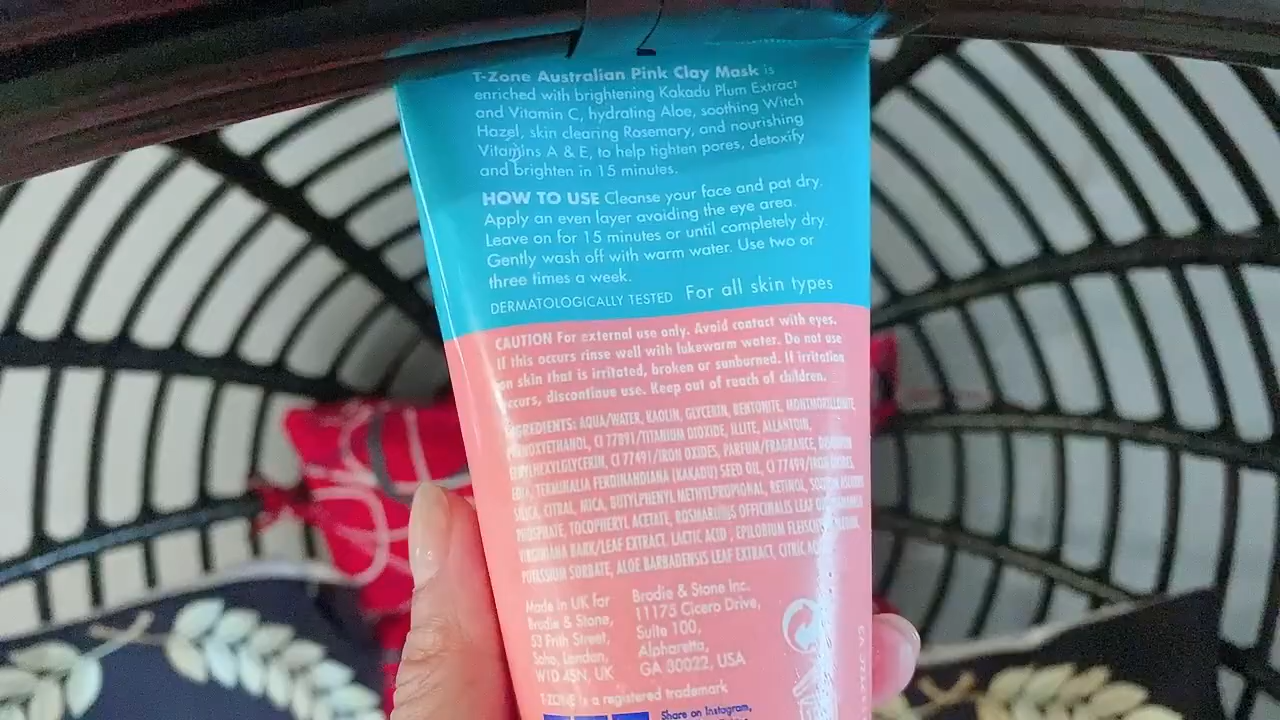 T-Zone Australian Pink Clay Mask is
enriched with brightening Kakadu Plum Extract
and Vitamin C, hydrating Aloe, soothing Witch
Hazel, skin clearing Rosemary, and nourishing
Vitamins A & E, to help tighten pores, detoxify
and brighten in 15 minutes.
HOW TO USE Cleanse your face and pat dry.
Apply an even layer avoiding the eye area.
Leave on for 15 minutes or until completely dry.
Gently wash off with warm water. Use two or
three times a week.
DERMATOLOGICALLY TESTED For all skin types
CAUTION For external use only. Avoid contact with eyes.
If this occurs rinse well with lukewarm water. Do not use
on skin that is irritated, broken or sunburned. If irritation
occurs, discontinue use. Keep out of reach of children.
INGREDIENTS: AQUA/WATER, KAOLIN, GLYCERIN, BENTONITE, MONTMORILLONITE,
PHENOXYETHANOL, CI 77891/TITANIUM DIOXIDE, ILLITE, ALLANTOIN,
ETHYLHEXYLGLYCERIN, CI 77491/IRON OXIDES, PARFUM/FRAGRANCE, DISODIUM
EDTA, TERMINALIA FERDINANDIANA (KAKADU) SEED OIL, CI 77499/IRON OXIDES,
SILICA, CITRAL, MICA, BUTYLPHENYL METHYLPROPIONAL, RETINOL, SODIUM
PHOSPHATE, TOCOPHERYL ACETATE, ROSMARINUS OFFICINALIS LEAF
VIRGINIANA BARK/LEAF EXTRACT, LACTIC ACID, EPILOBIUM FLEISCHERI
POTASSIUM SORBATE, ALOE BARBADENSIS LEAF EXTRACT, CITRIC
Made in UK for
Brodie & Stone,
53 Frith Street,
Soho, London,
W1D 4SN, UK
Brodie & Stone Inc.
11175 Cicero Drive,
Suite 100,
Alpharetta,
GA 30022, USA
T-ZONE is a registered trademark
Share on Instagram,